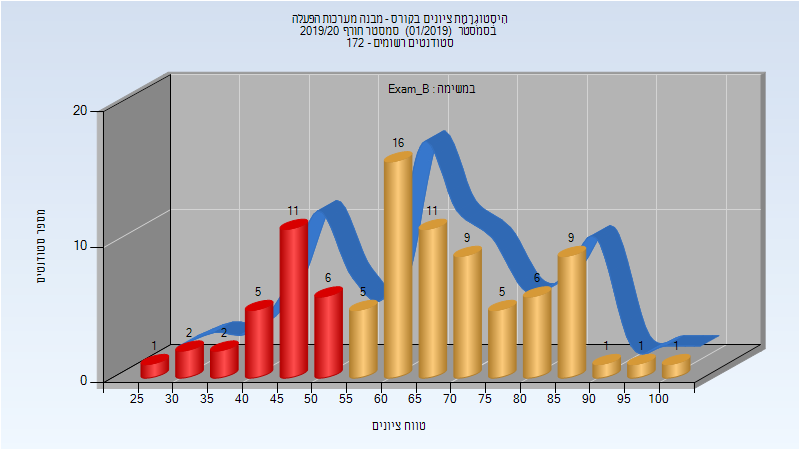 היסטוגרמת ציונים בקורס - מבנה מערכות הפעלה
בסמסטר (01/2019) סמסטר חורף 2019/20
סטודנטים רשומים - 172
במשימה : Exam_B
מספר סטודנטים
20
10
0
1 2 2 5 11 6 5 16 11 9 5 6 9 1 1 1
25 30 35 40 45 50 55 60 65 70 75 80 85 90 95 100
טווח ציונים